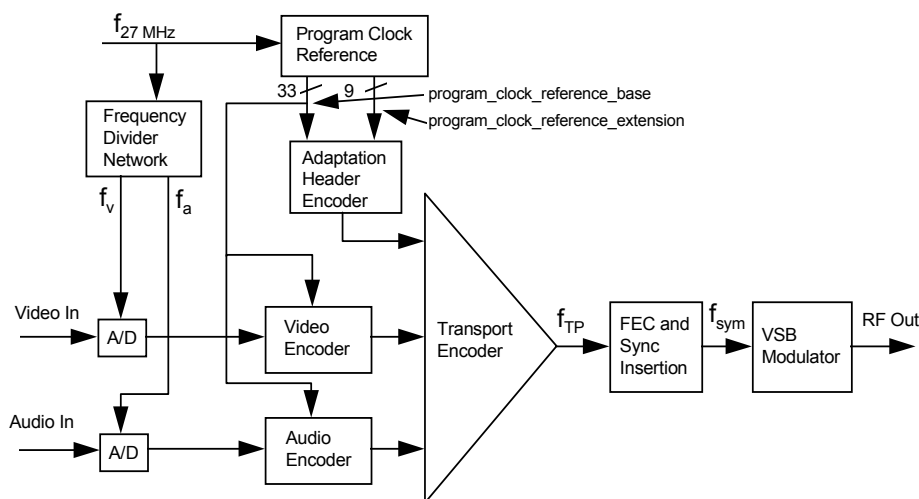 f27 MHz
Program Clock
Reference
33
9
program_clock_reference_base
program_clock_reference_extension
Frequency
Divider
Network
Adaptation
Header
Encoder
fv
fa
Video In
A/D
Video
Encoder
Transport
Encoder
fTP
FEC and
Sync
Insertion
fsym
VSB
Modulator
RF Out
Audio In
A/D
Audio
Encoder